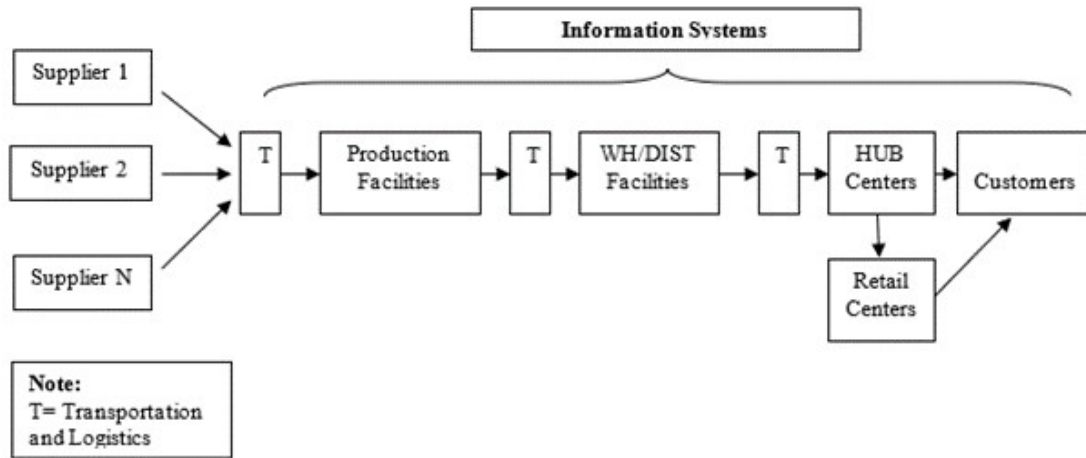 Information Systems
Supplier 1
Supplier 2
Supplier N
T
Production
Facilities
T
WH/DIST
Facilities
T
HUB
Centers
Customers
Retail
Centers
Note:
T= Transportation
and Logistics